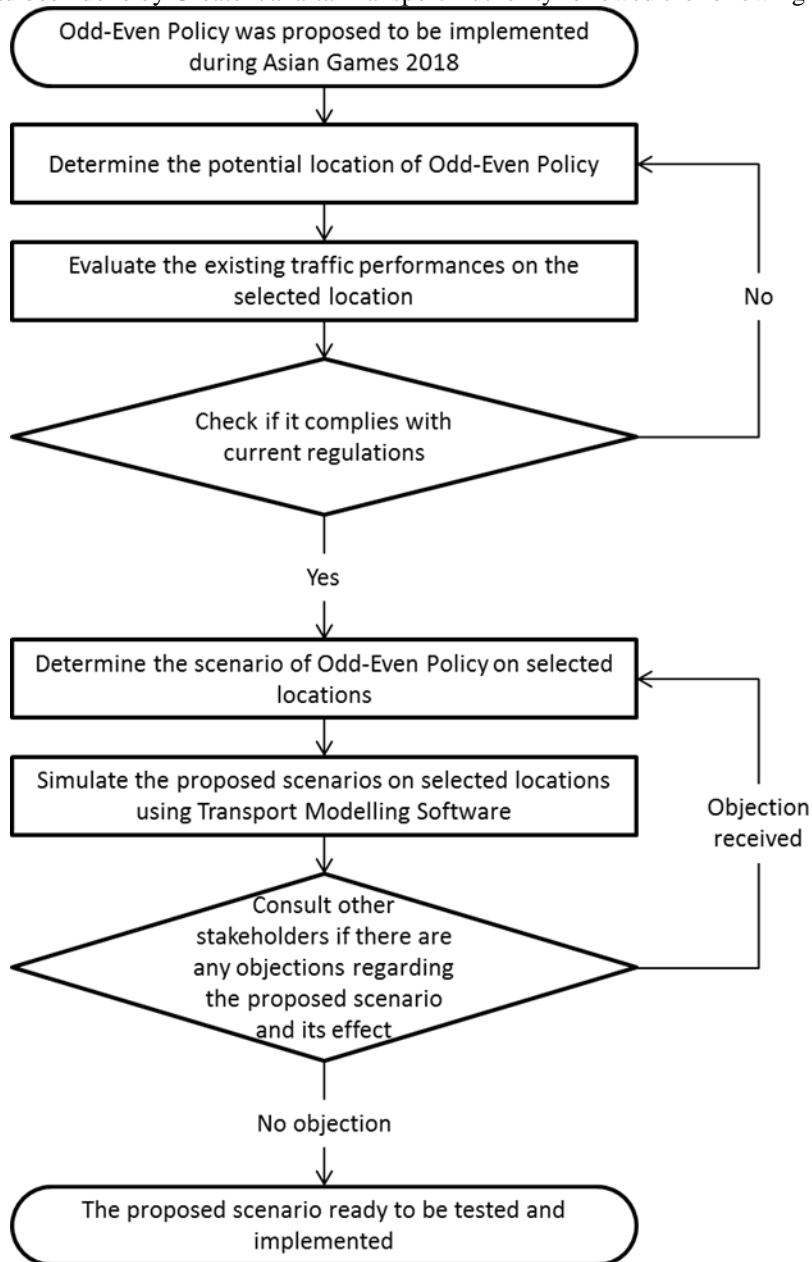 Odd-Even Policy was proposed to be implemented
during Asian Games 2018
Determine the potential location of Odd-Even Policy
Evaluate the existing traffic performances on the
selected location
No
Check if it complies with
current regulations
Yes
Determine the scenario of Odd-Even Policy on selected
locations
Simulate the proposed scenarios on selected locations
using Transport Modelling Software
Objection
received
Consult other
stakeholders if there are
any objections regarding
the proposed scenario
and its effect
No objection
The proposed scenario ready to be tested and
implemented